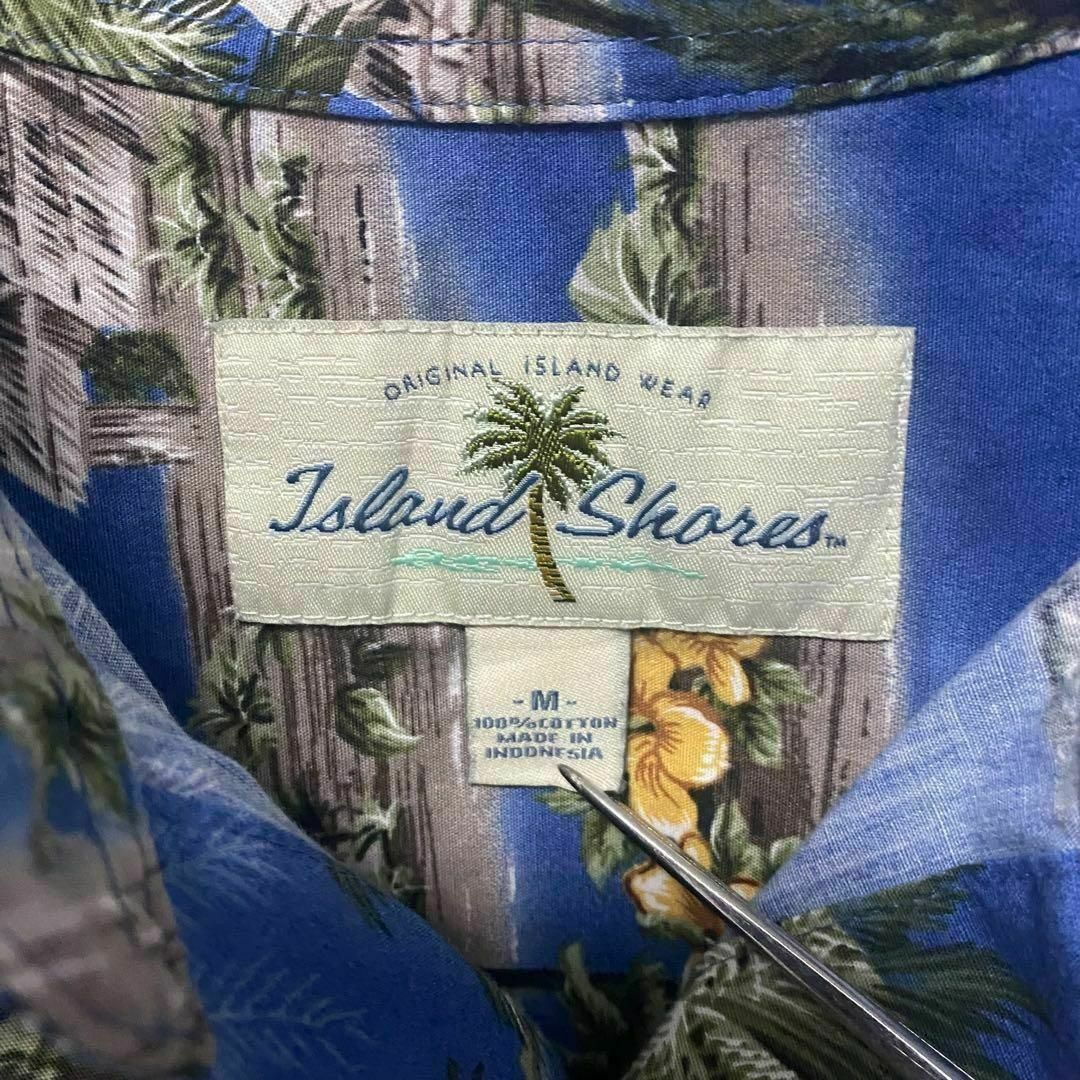 ORIGINAL ISLAND WEAR
Island Shores™
-M-
100%COTTON
MADE IN
INDONESIA